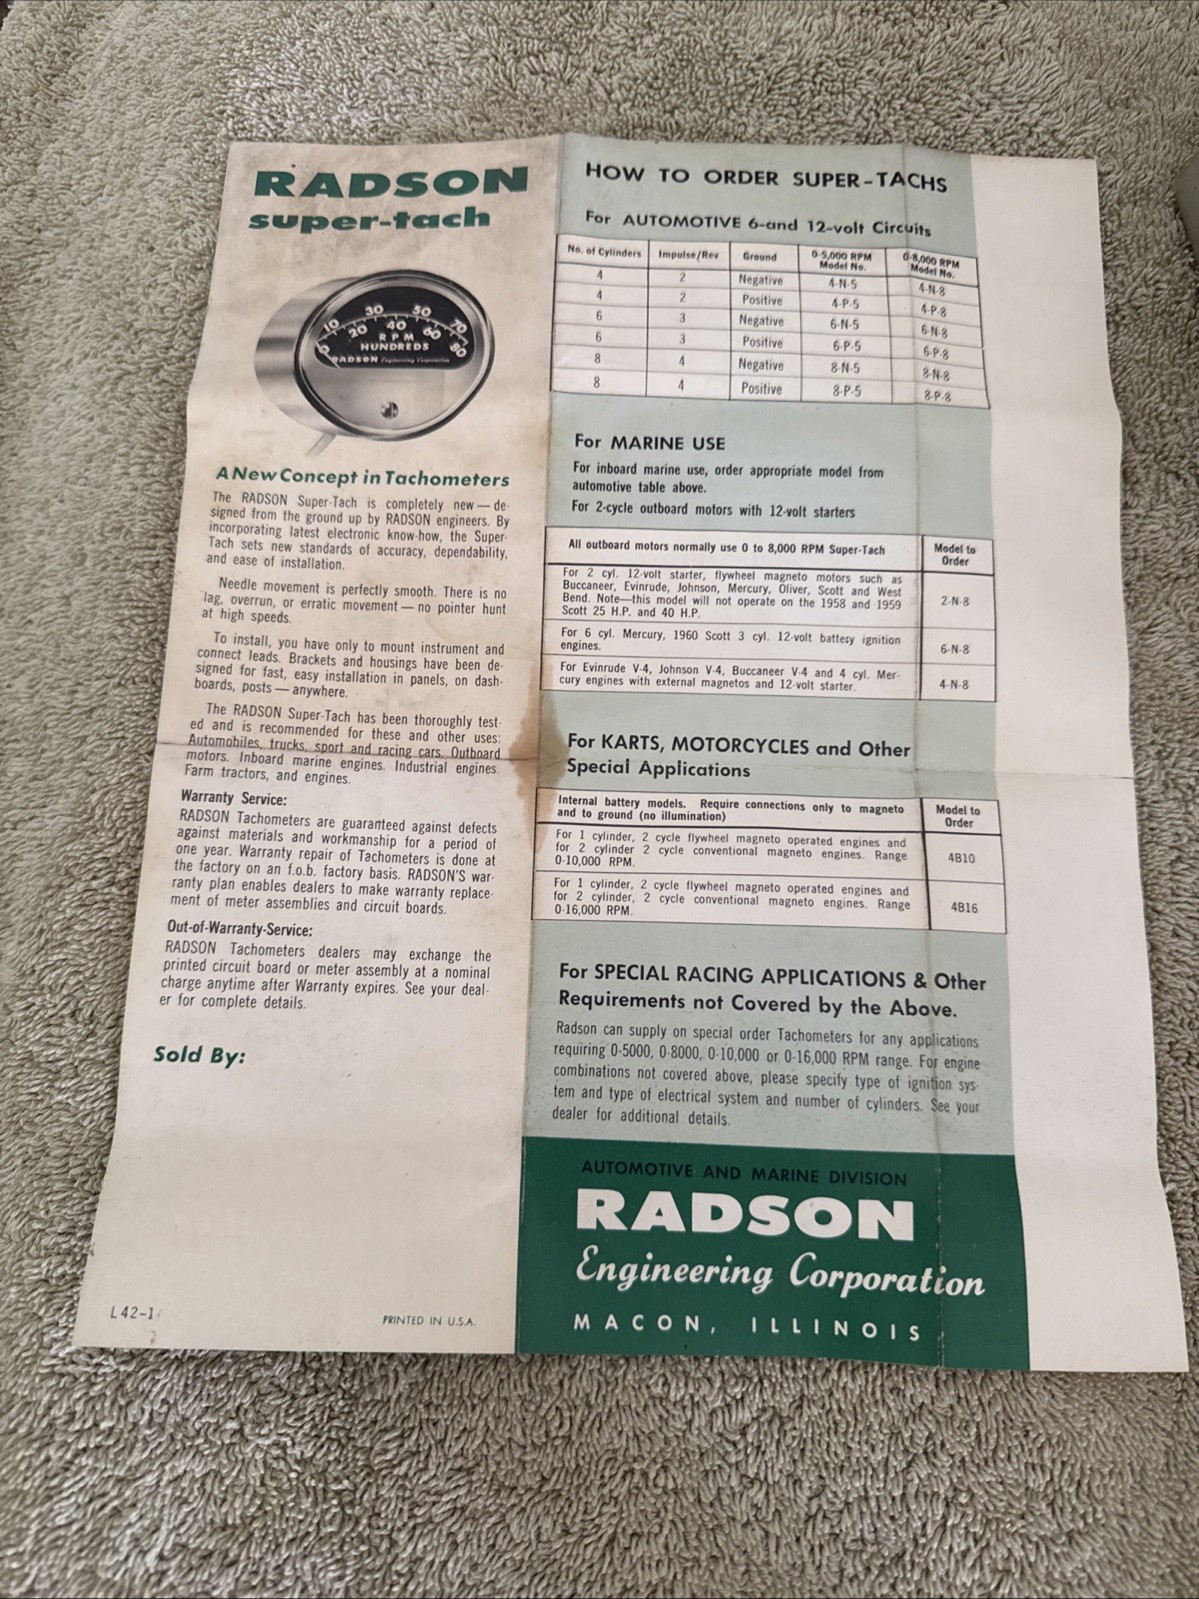 RADSON
super-tach
10 20 30 40 50 60 70 80
RPM
HUNDREDS
RADSON Engineering Corporation
A New Concept in Tachometers
The RADSON Super-Tach is completely new — de-
signed from the ground up by RADSON engineers. By
incorporating latest electronic know-how, the Super-
Tach sets new standards of accuracy, dependability,
and ease of installation.
Needle movement is perfectly smooth. There is no
lag, overrun, or erratic movement — no pointer hunt
at high speeds.
To install, you have only to mount instrument and
connect leads. Brackets and housings have been de-
signed for fast, easy installation in panels, on dash-
boards, posts — anywhere.
The RADSON Super-Tach has been thoroughly test-
ed and is recommended for these and other uses:
Automobiles, trucks, sport and racing cars. Outboard
motors. Inboard marine engines. Industrial engines
Farm tractors, and engines.
Warranty Service:
RADSON Tachometers are guaranteed against defects
against materials and workmanship for a period of
one year. Warranty repair of Tachometers is done at
the factory on an f.o.b. factory basis. RADSON'S war-
ranty plan enables dealers to make warranty replace-
ment of meter assemblies and circuit boards.
Out-of-Warranty-Service:
RADSON Tachometers dealers may exchange the
printed circuit board or meter assembly at a nominal
charge anytime after Warranty expires. See your deal-
er for complete details.
Sold By:
L42-1
PRINTED IN U.S.A.
HOW TO ORDER SUPER-TACHS
For AUTOMOTIVE 6-and 12-volt Circuits
No. of Cylinders Impulse/Rev Ground 0-5,000 RPM Model No. 0-8,000 RPM Model No.
4 2 Negative 4-N-5 4-N-8
4 2 Positive 4-P-5 4-P-8
6 3 Negative 6-N-5 6-N-8
6 3 Positive 6-P-5 6-P-8
8 4 Negative 8-N-5 8-N-8
8 4 Positive 8-P-5 8-P-8
For MARINE USE
For inboard marine use, order appropriate model from
automotive table above.
For 2-cycle outboard motors with 12-volt starters
All outboard motors normally use 0 to 8,000 RPM Super-Tach
Model to
Order
For 2 cyl. 12-volt starter, flywheel magneto motors such as
Buccaneer, Evinrude, Johnson, Mercury, Oliver, Scott and West
Bend. Note—this model will not operate on the 1958 and 1959
Scott 25 H.P. and 40 H.P.
2-N-8
For 6 cyl. Mercury, 1960 Scott 3 cyl. 12-volt battery ignition
engines.
6-N-8
For Evinrude V-4, Johnson V-4, Buccaneer V-4 and 4 cyl. Mer-
cury engines with external magnetos and 12-volt starter.
4-N-8
For KARTS, MOTORCYCLES and Other
Special Applications
Internal battery models. Require connections only to magneto
and to ground (no illumination)
Model to
Order
For 1 cylinder, 2 cycle flywheel magneto operated engines and
for 2 cylinder 2 cycle conventional magneto engines. Range
0-10,000 RPM.
4B10
For 1 cylinder, 2 cycle flywheel magneto operated engines and
for 2 cylinder, 2 cycle conventional magneto engines. Range
0-16,000 RPM.
4B16
For SPECIAL RACING APPLICATIONS & Other
Requirements not Covered by the Above.
Radson can supply on special order Tachometers for any applications
requiring 0-5000, 0-8000, 0-10,000 or 0-16,000 RPM range. For engine
combinations not covered above, please specify type of ignition sys-
tem and type of electrical system and number of cylinders. See your
dealer for additional details.
AUTOMOTIVE AND MARINE DIVISION
RADSON
Engineering Corporation
MACON, ILLINOIS